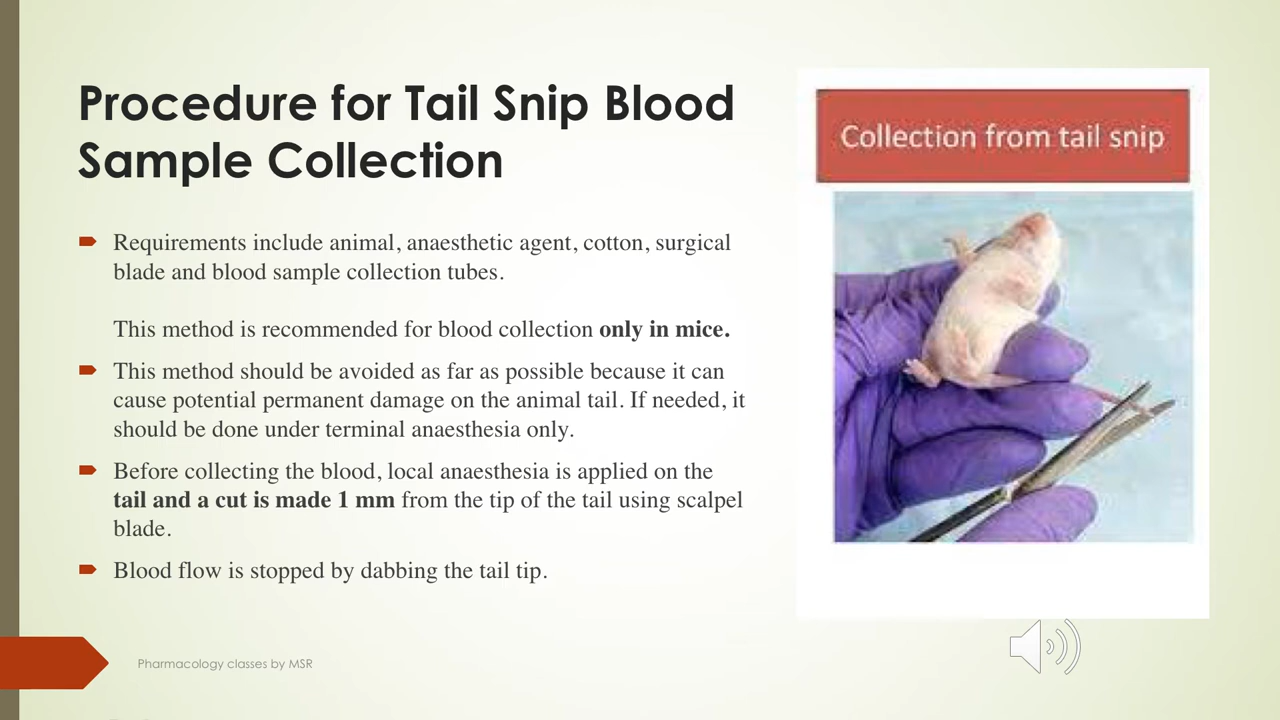 Procedure for Tail Snip Blood
Sample Collection
Requirements include animal, anaesthetic agent, cotton, surgical
blade and blood sample collection tubes.
This method is recommended for blood collection only in mice.
This method should be avoided as far as possible because it can
cause potential permanent damage on the animal tail. If needed, it
should be done under terminal anaesthesia only.
Before collecting the blood, local anaesthesia is applied on the
tail and a cut is made 1 mm from the tip of the tail using scalpel
blade.
Blood flow is stopped by dabbing the tail tip.
Collection from tail snip
Pharmacology classes by MSR